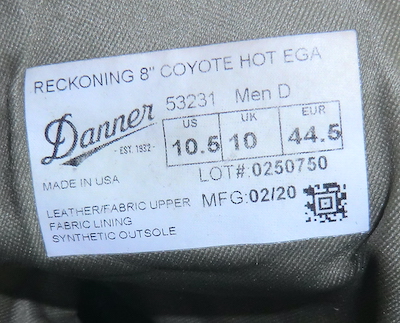 RECKONING 8" COYOTE HOT EGA
Danner
- EST. 1932 -
53231 Men D
US UK EUR
10.5 10 44.5
LOT#:0250750
MADE IN USA
MFG:02/20
LEATHER/FABRIC UPPER
FABRIC LINING
SYNTHETIC OUTSOLE